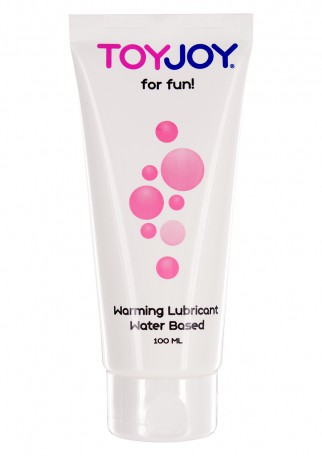 TOYJOY®
for fun!
Warming Lubricant
Water Based
100 ML